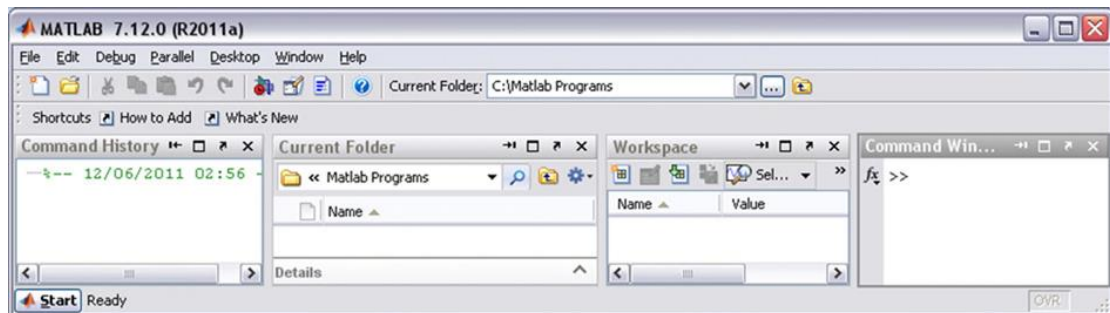 MATLAB 7.12.0 (R2011a)
File Edit Debug Parallel Desktop Window Help
Current Folder: C:\Matlab Programs
Shortcuts How to Add What's New
Command History
%-- 12/06/2011 02:56 -
Current Folder
« Matlab Programs
Name
Details
Workspace
Sel... »
Name Value
Command Win...
fx >>
Start Ready
OVR